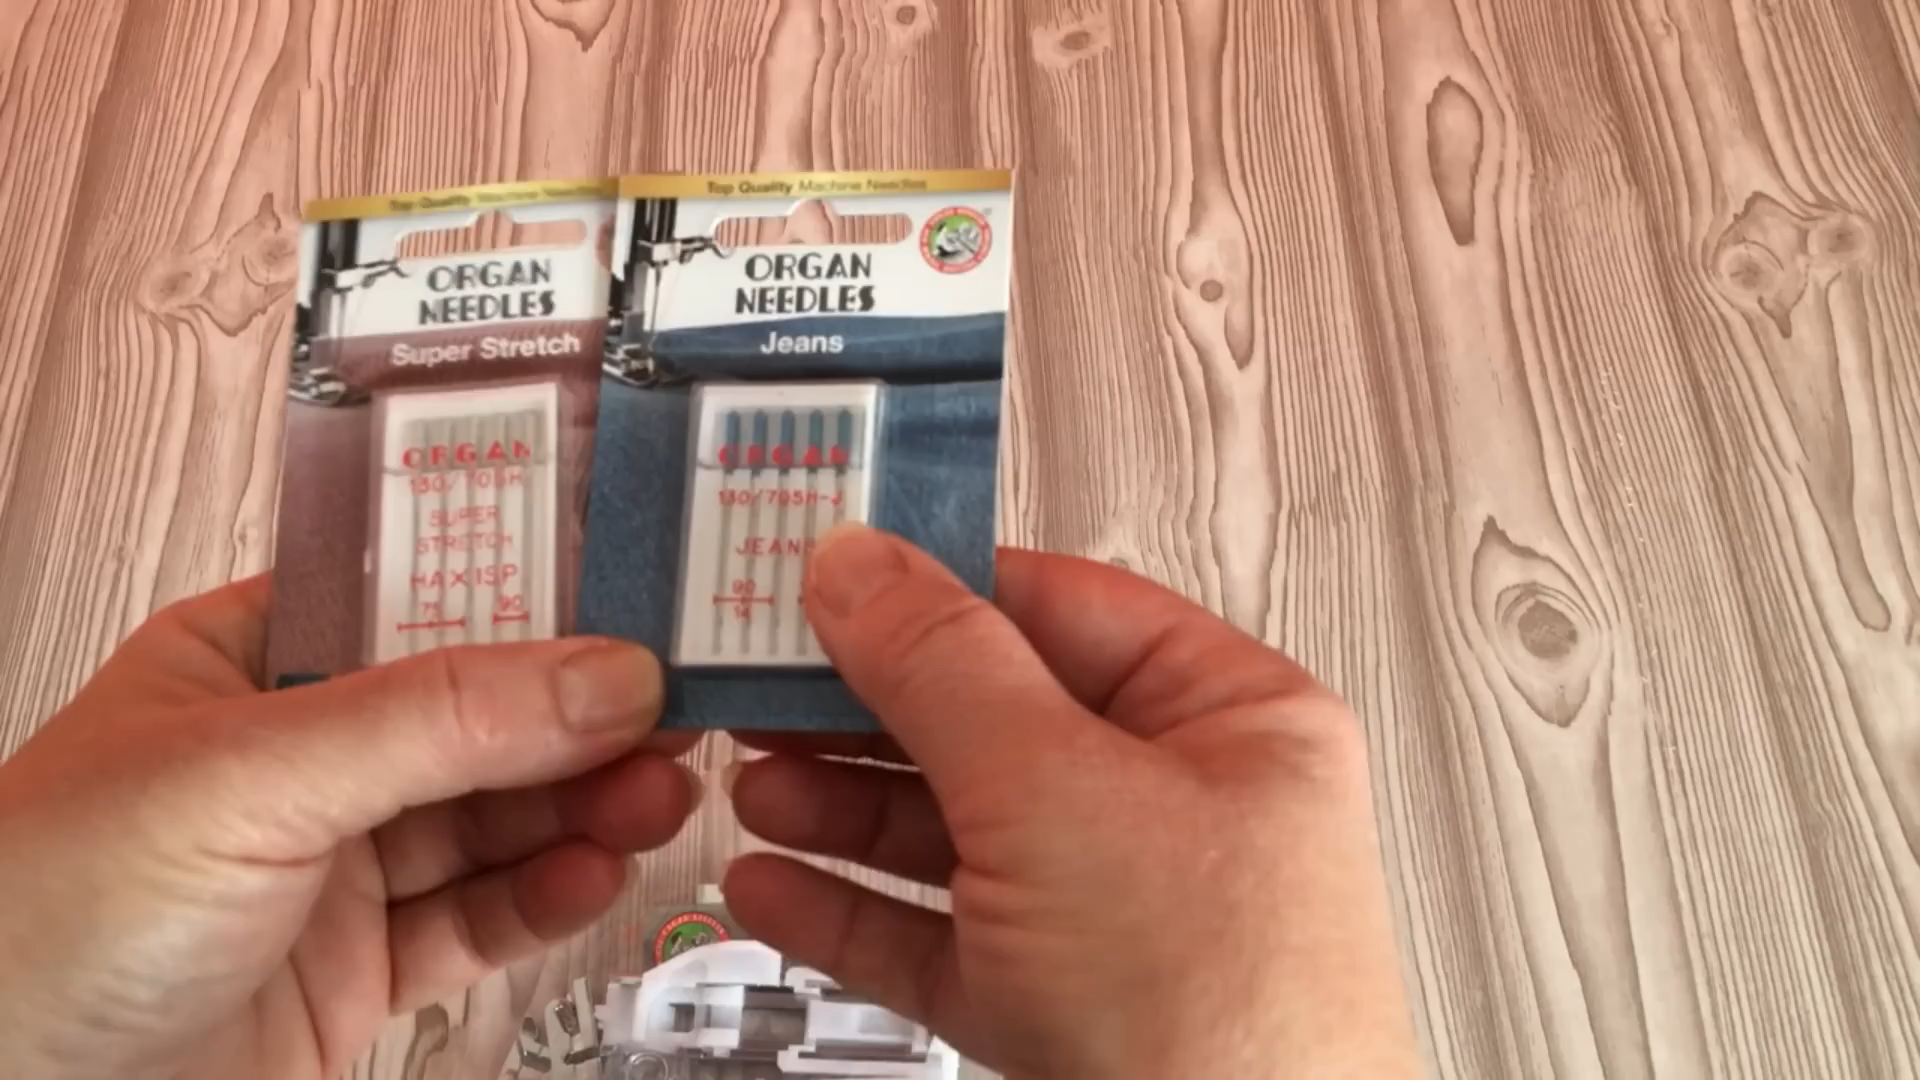 Top Quality Machine Needles
ORGAN
NEEDLES
Super Stretch
ORGAN
130/705H
SUPER
STRETCH
HAX1SP
75 90
Top Quality Machine Needles
ORGAN
NEEDLES
Jeans
ORGAN
130/705H-J
JEANS
90
14